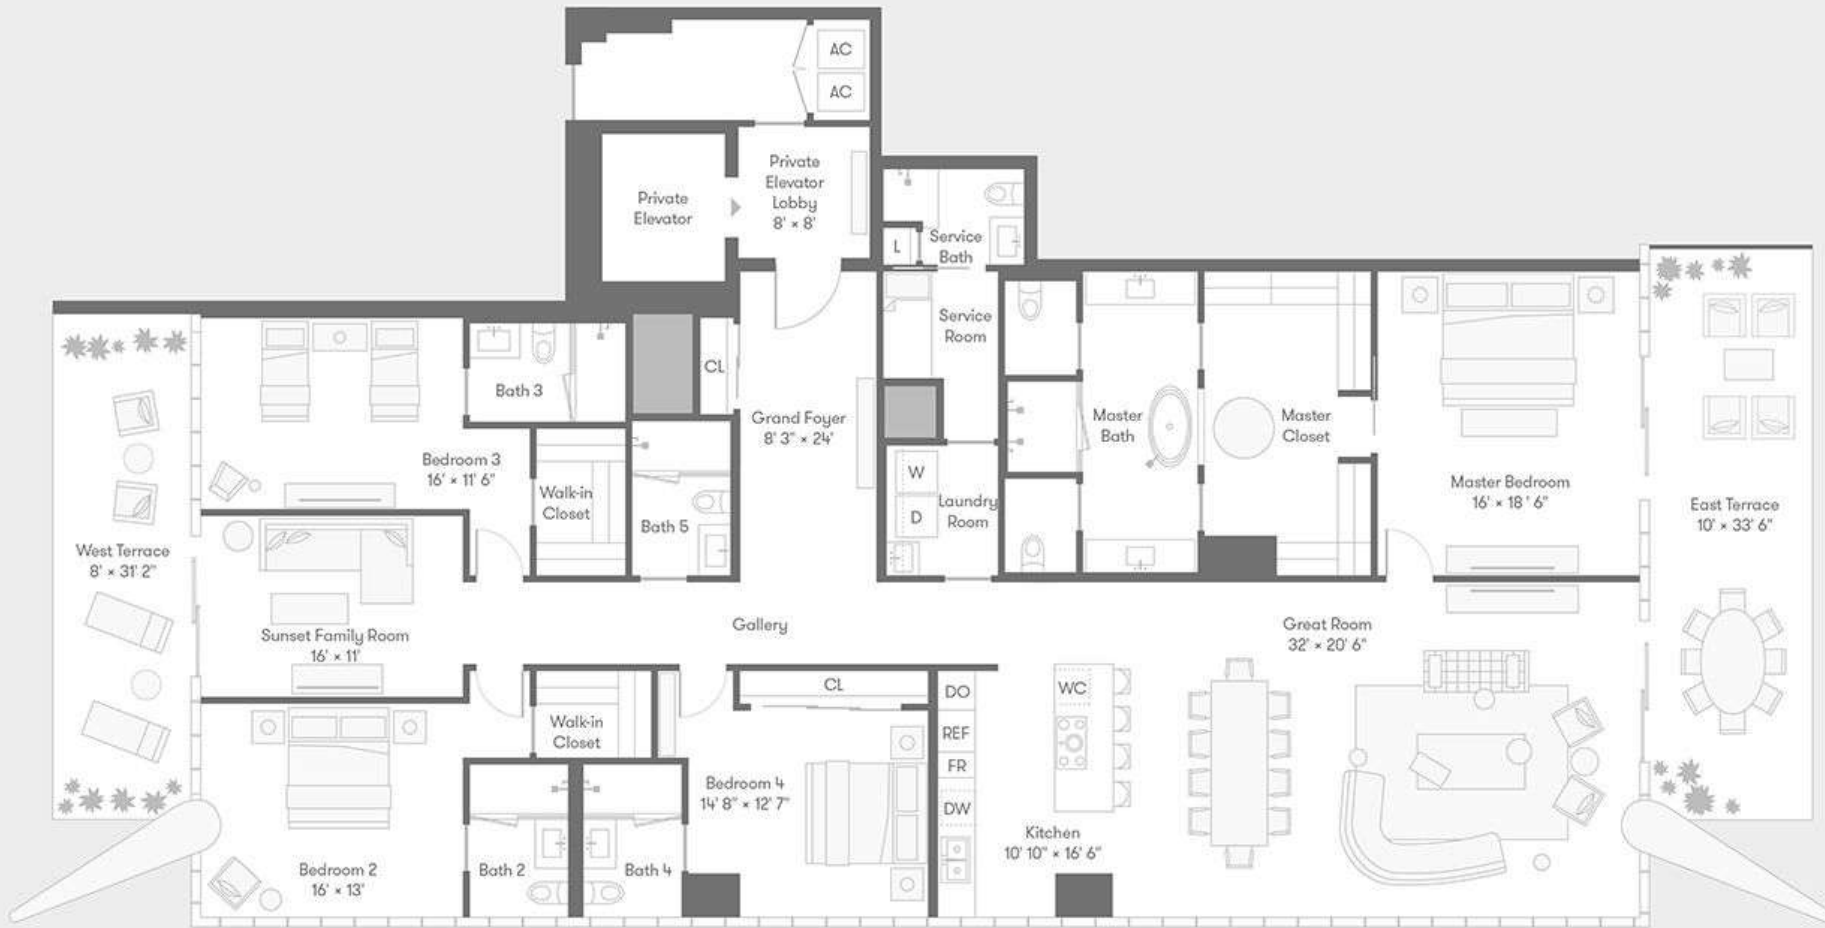 AC
AC
Private
Elevator
Private
Elevator
Lobby
8' × 8'
L
Service
Bath
Service
Room
CL
Bath 3
Grand Foyer
8' 3" × 24'
Master
Bath
Master
Closet
Bedroom 3
16' × 11' 6"
Walk-in
Closet
Bath 5
W
D
Laundry
Room
Master Bedroom
16' × 18' 6"
East Terrace
10' × 33' 6"
West Terrace
8' × 31' 2"
Sunset Family Room
16' × 11'
Gallery
Great Room
32' × 20' 6"
Walk-in
Closet
CL
DO
REF
FR
DW
WC
Bedroom 4
14' 8" × 12' 7"
Kitchen
10' 10" × 16' 6"
Bedroom 2
16' × 13'
Bath 2
Bath 4